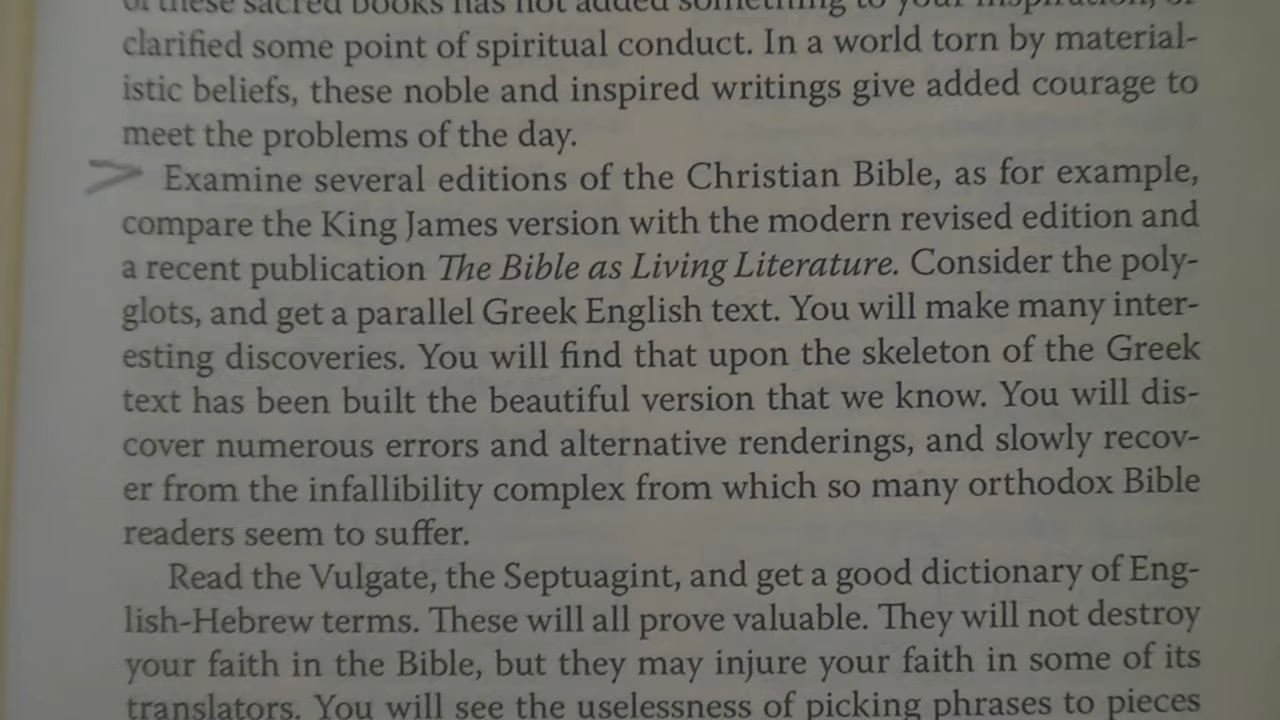 of these sacred books has not added something to your inspiration, or
clarified some point of spiritual conduct. In a world torn by material-
istic beliefs, these noble and inspired writings give added courage to
meet the problems of the day.
Examine several editions of the Christian Bible, as for example,
compare the King James version with the modern revised edition and
a recent publication The Bible as Living Literature. Consider the poly-
glots, and get a parallel Greek English text. You will make many inter-
esting discoveries. You will find that upon the skeleton of the Greek
text has been built the beautiful version that we know. You will dis-
cover numerous errors and alternative renderings, and slowly recov-
er from the infallibility complex from which so many orthodox Bible
readers seem to suffer.
Read the Vulgate, the Septuagint, and get a good dictionary of Eng-
lish-Hebrew terms. These will all prove valuable. They will not destroy
your faith in the Bible, but they may injure your faith in some of its
translators. You will see the uselessness of picking phrases to pieces